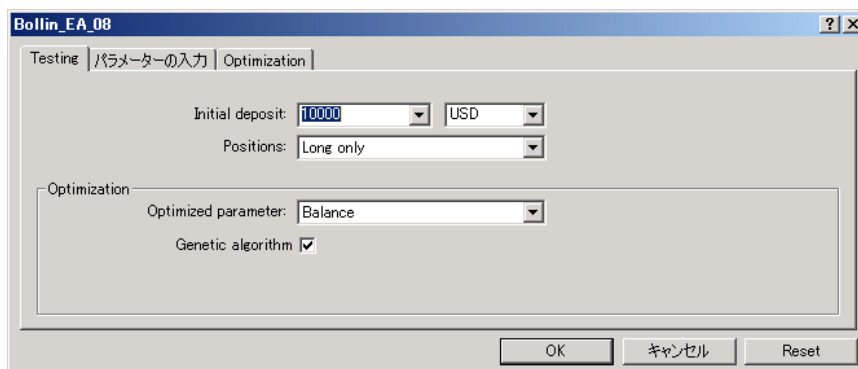 Bollin_EA_08
Testing パラメーターの入力 Optimization
Initial deposit: 10000 USD
Positions: Long only
Optimization
Optimized parameter: Balance
Genetic algorithm
OK キャンセル Reset